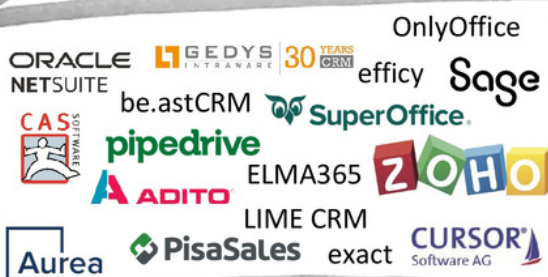 OnlyOffice
ORACLE
NETSUITE
GEDYS
INTRAWARE
30 YEARS
CRM
efficy
Sage
be.astCRM
SuperOffice.
CAS
SOFTWARE
pipedrive
ADITO
ELMA365
ZOHO
LIME CRM
Aurea
PisaSales
exact
CURSOR
Software AG